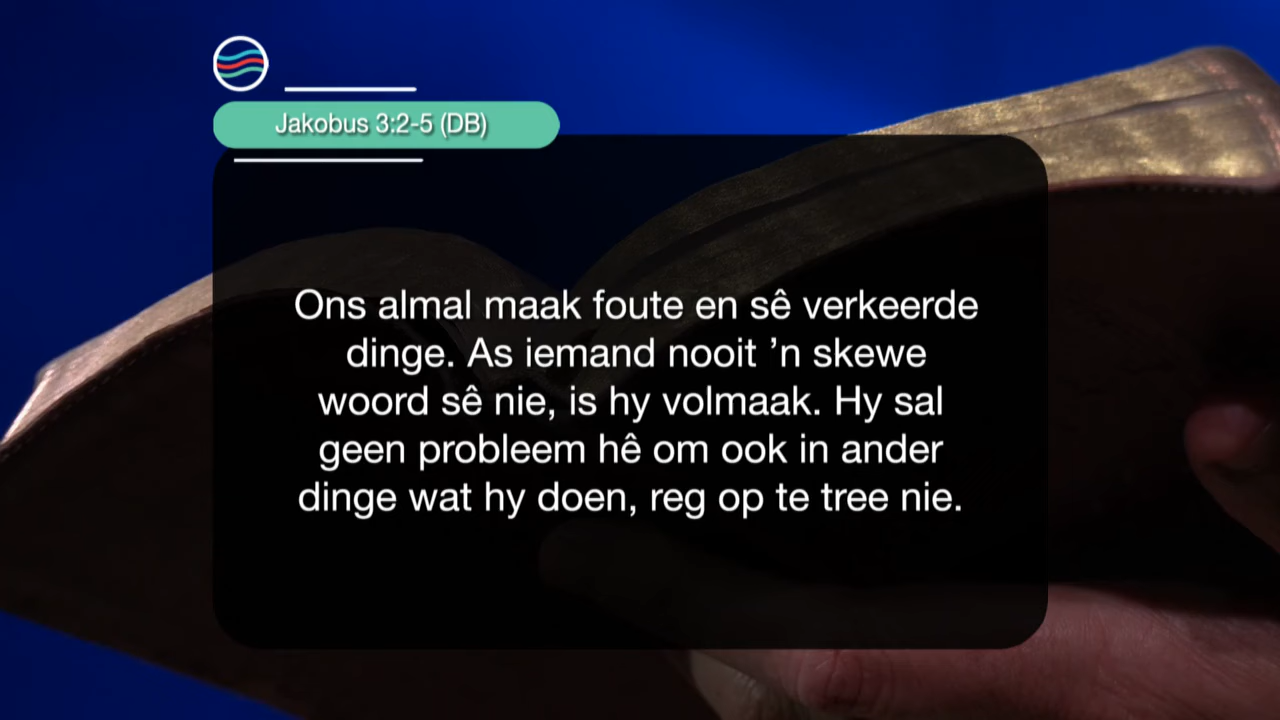 Jakobus 3:2-5 (DB)
Ons almal maak foute en sê verkeerde
dinge. As iemand nooit ’n skewe
woord sê nie, is hy volmaak. Hy sal
geen probleem hê om ook in ander
dinge wat hy doen, reg op te tree nie.